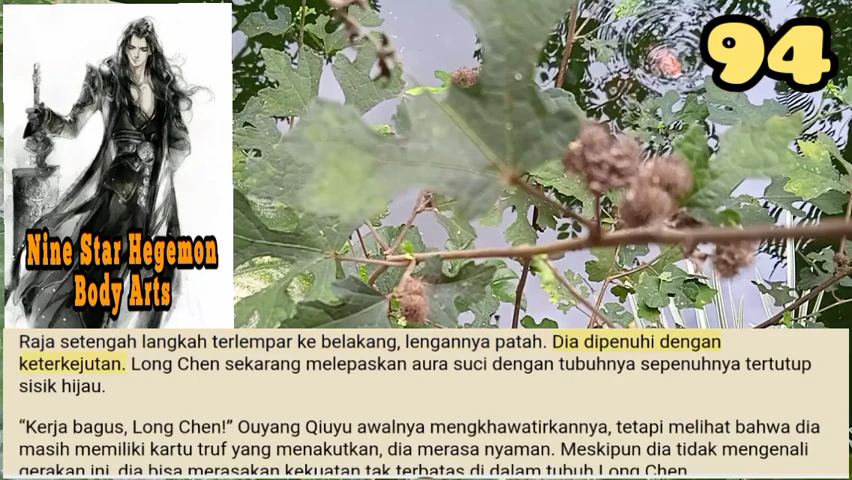 94
Nine Star Hegemon
Body Arts
Raja setengah langkah terlempar ke belakang, lengannya patah. Dia dipenuhi dengan
keterkejutan. Long Chen sekarang melepaskan aura suci dengan tubuhnya sepenuhnya tertutup
sisik hijau.
“Kerja bagus, Long Chen!” Ouyang Qiuyu awalnya mengkhawatirkannya, tetapi melihat bahwa dia
masih memiliki kartu truf yang menakutkan, dia merasa nyaman. Meskipun dia tidak mengenali
gerakan ini, dia bisa merasakan kekuatan tak terbatas di dalam tubuh Long Chen.